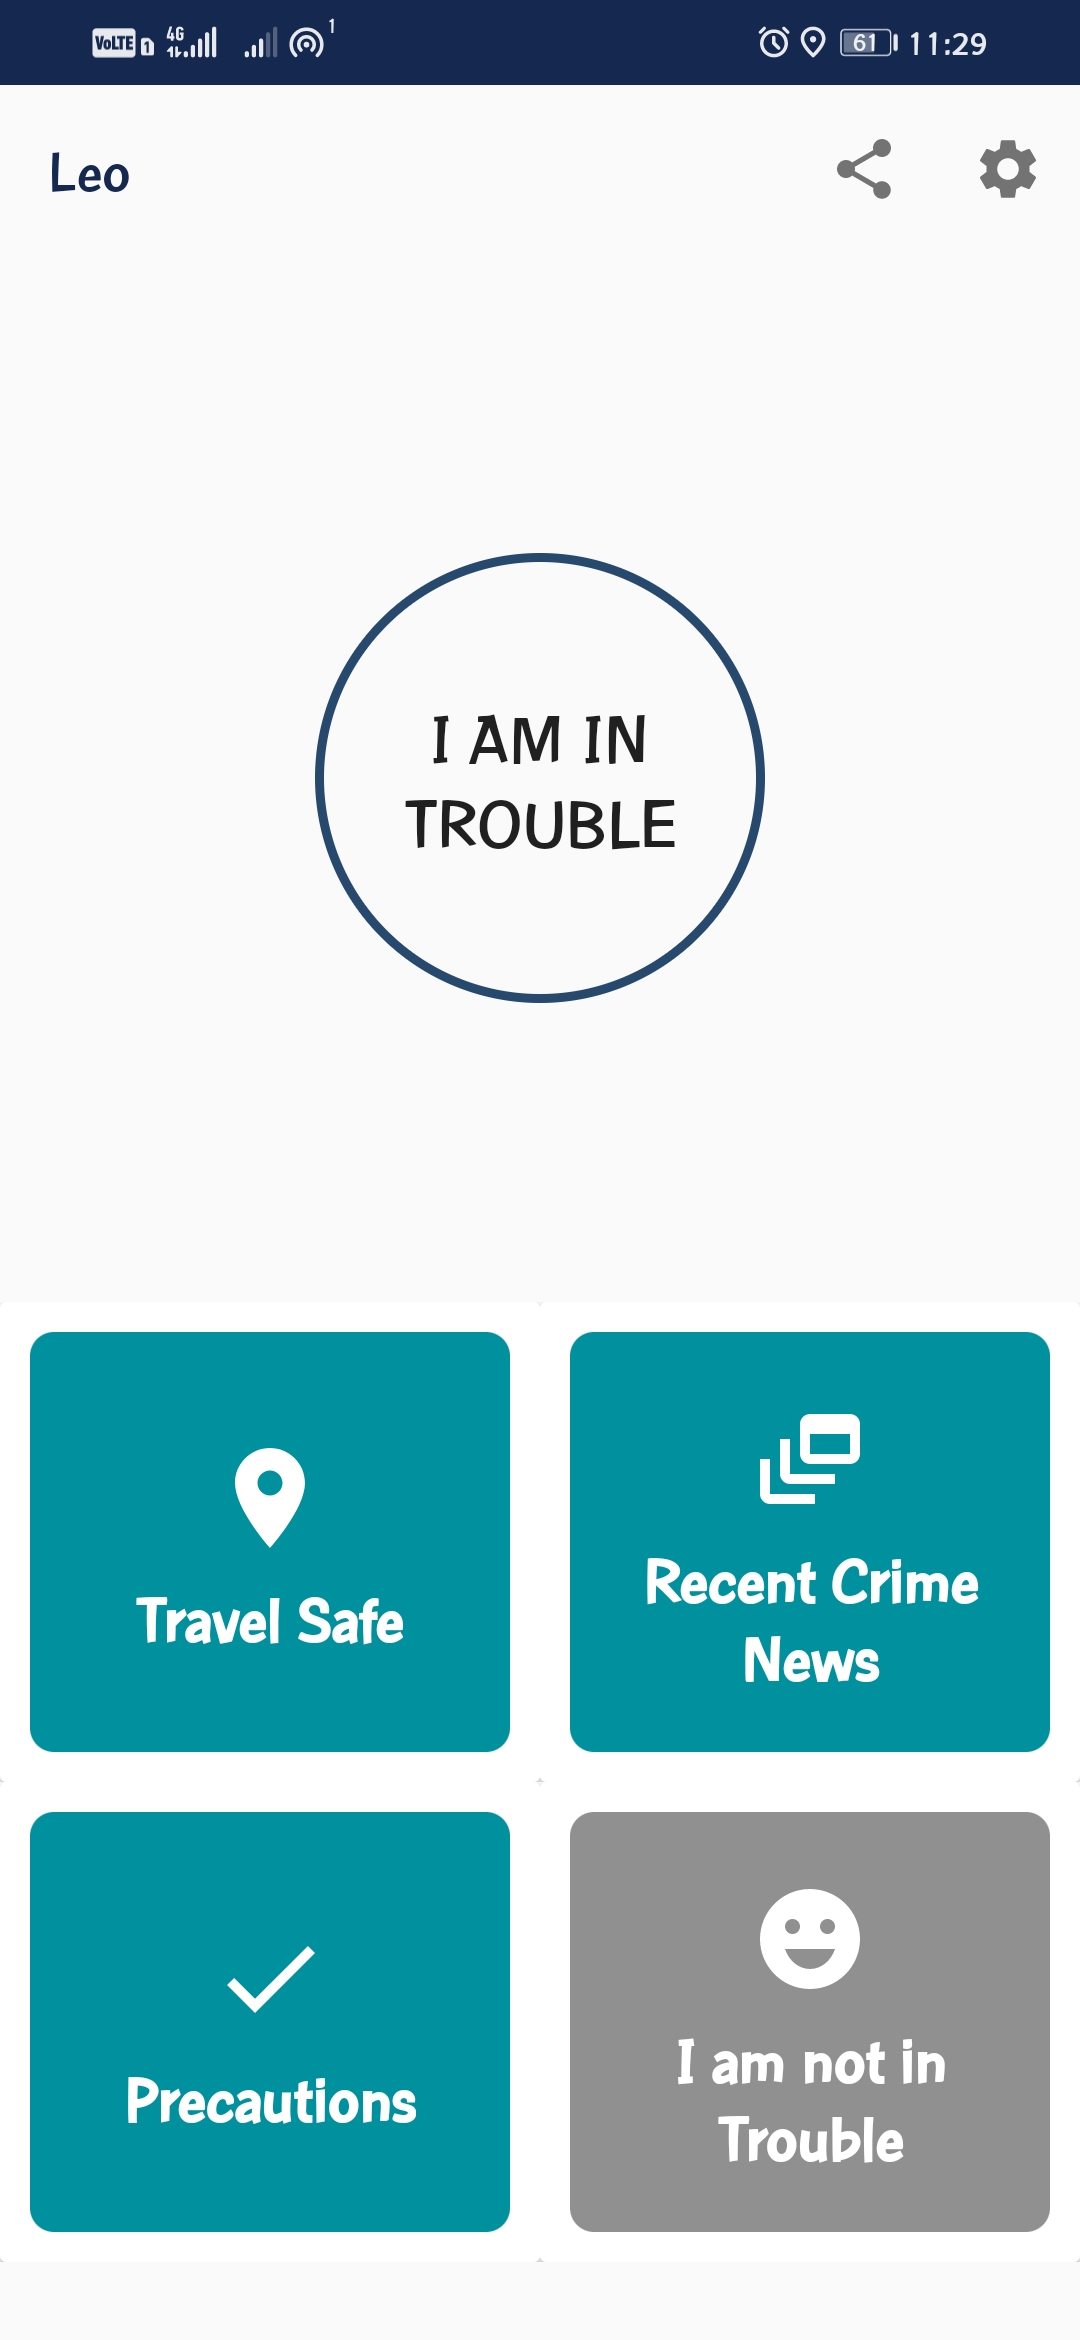 VoLTE 1 4G 1 61 11:29
Leo
I AM IN
TROUBLE
Travel Safe
Recent Crime
News
Precautions
I am not in
Trouble